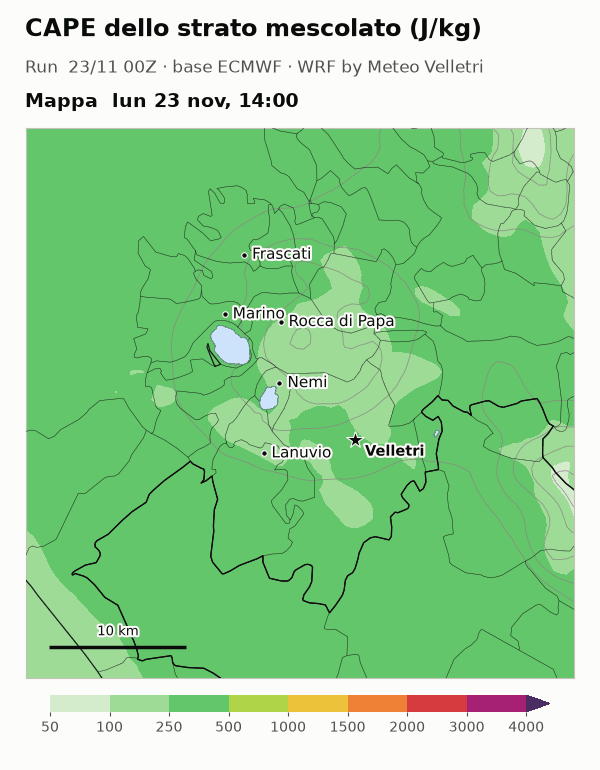 CAPE dello strato mescolato (J/kg)
Run  23/11 00Z · base ECMWF · WRF by Meteo Velletri
Mappa  lun 23 nov, 14:00
Frascati
Marino
Rocca di Papa
Nemi
Velletri
Lanuvio
10 km
50 100 250 500 1000 1500 2000 3000 4000